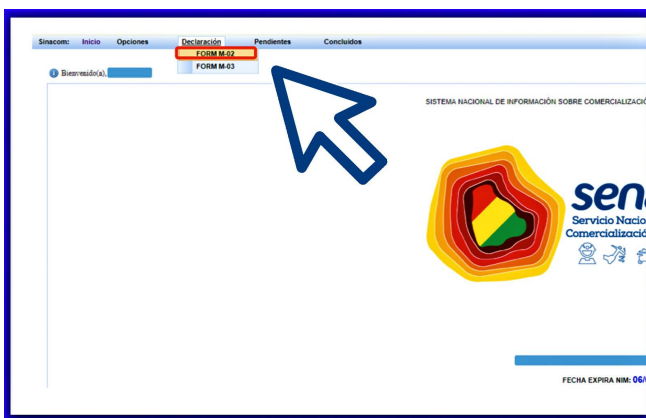 Sinacom: Inicio Opciones Declaración Pendientes Concluidos
FORM M-02
FORM M-03
Bienvenido(a),
SISTEMA NACIONAL DE INFORMACIÓN SOBRE COMERCIALIZACIÓ
sena
Servicio Nacio
Comercializació
FECHA EXPIRA NIM: 06/